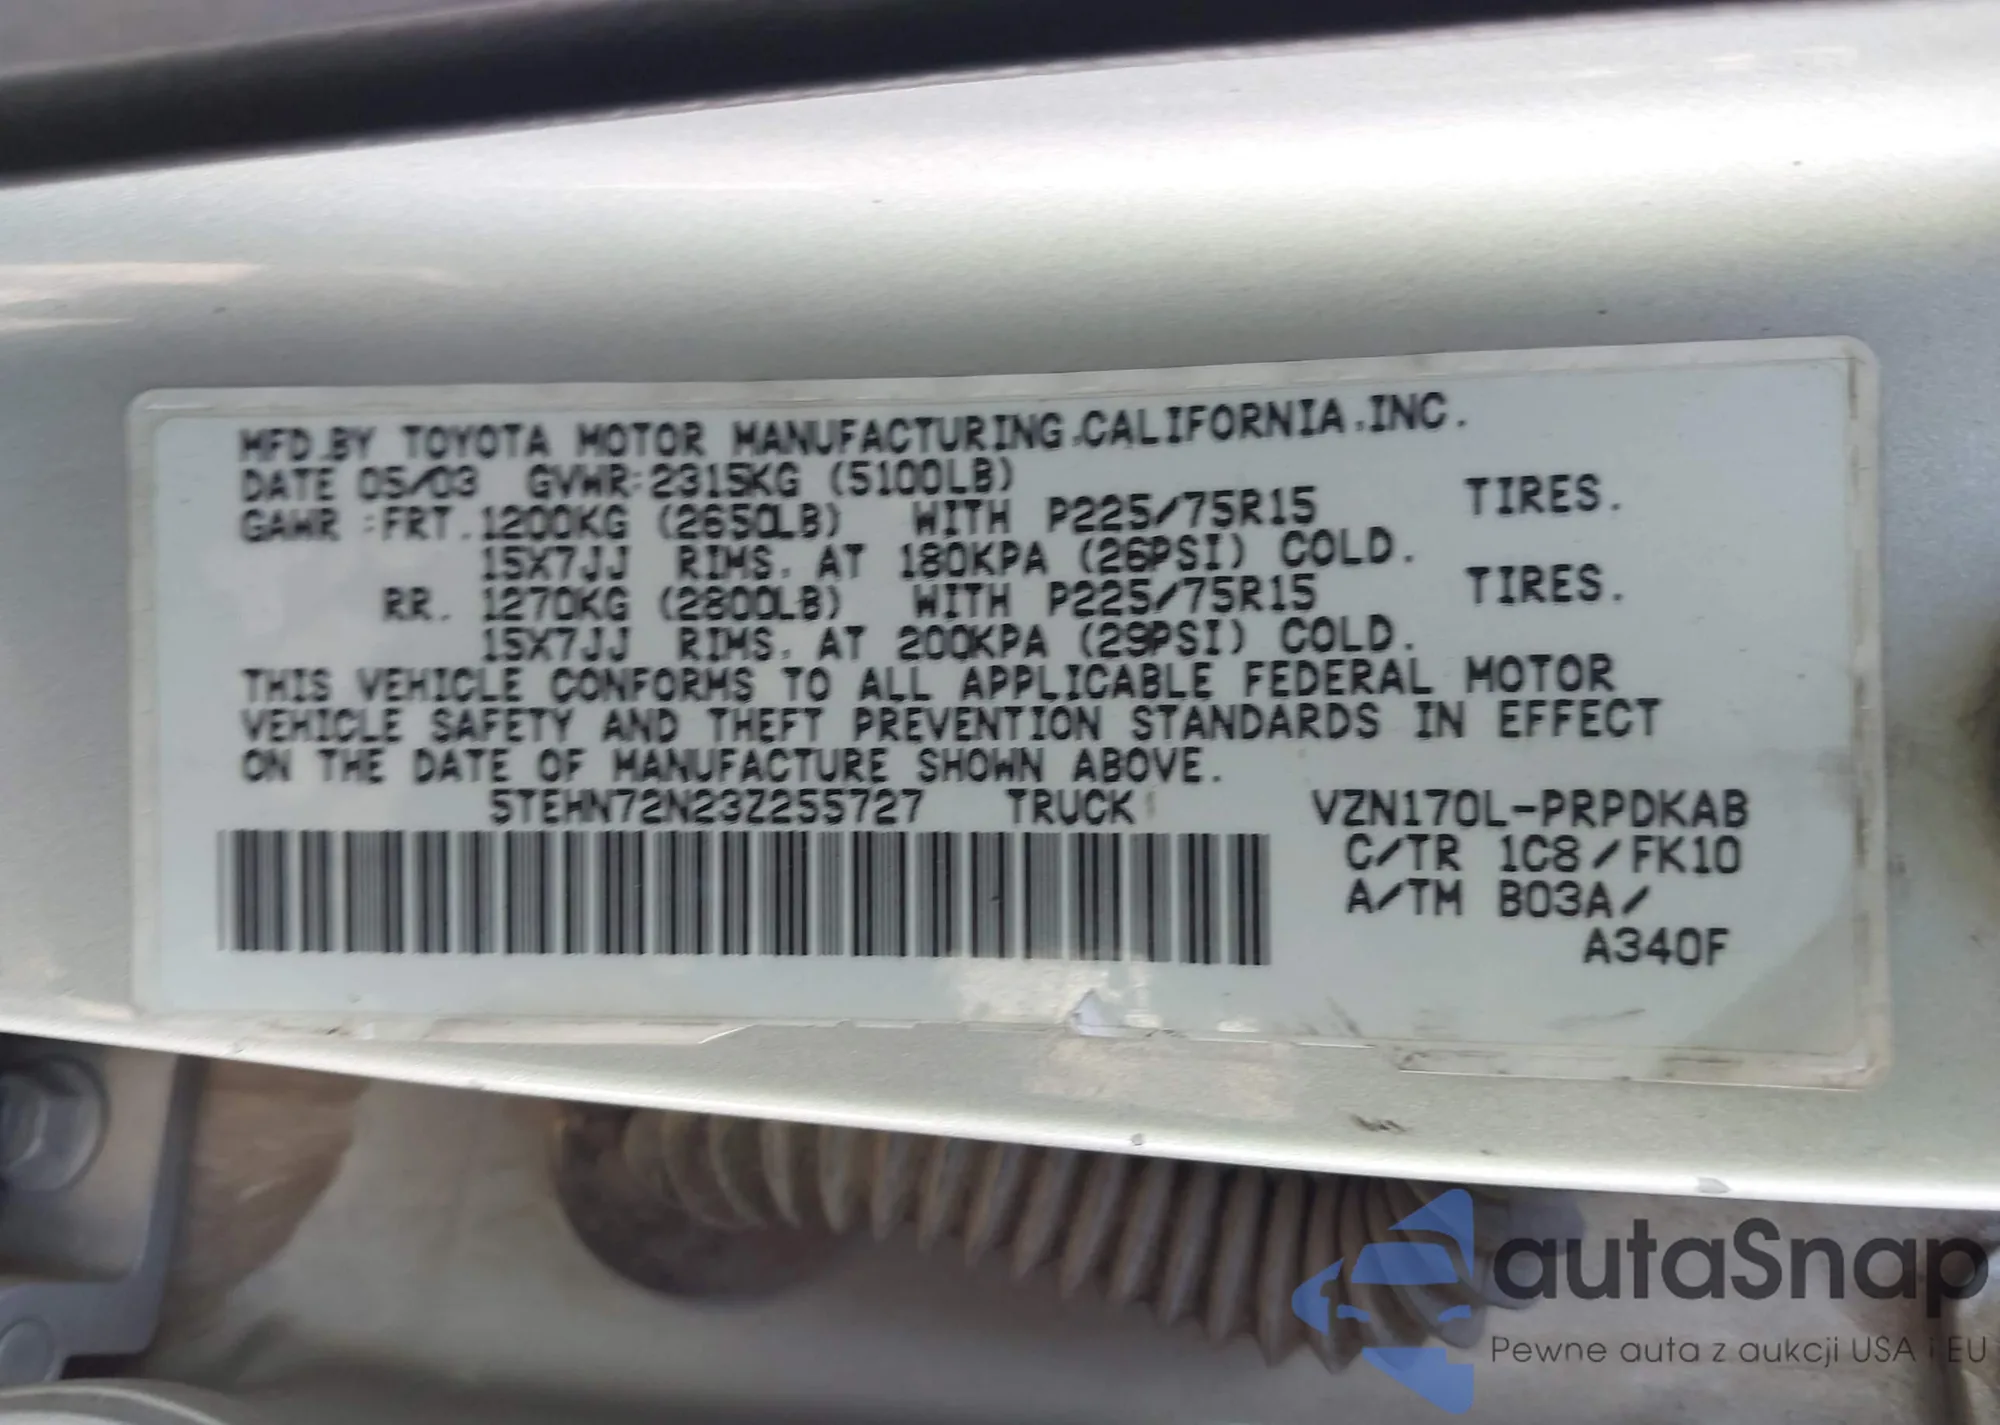 MFD.BY TOYOTA MOTOR MANUFACTURING,CALIFORNIA,INC.
DATE 05/03 GVWR:2315KG (5100LB)
GAWR :FRT.1200KG (2650LB) WITH P225/75R15 TIRES.
15X7JJ RIMS, AT 180KPA (26PSI) COLD.
RR. 1270KG (2800LB) WITH P225/75R15 TIRES.
15X7JJ RIMS, AT 200KPA (29PSI) COLD.
THIS VEHICLE CONFORMS TO ALL APPLICABLE FEDERAL MOTOR
VEHICLE SAFETY AND THEFT PREVENTION STANDARDS IN EFFECT
ON THE DATE OF MANUFACTURE SHOWN ABOVE.
5TEHN72N23Z255727 TRUCK VZN170L-PRPDKAB
C/TR 1C8/FK10
A/TM B03A/
A340F
autaSnap
Pewne auta z aukcji USA i EU